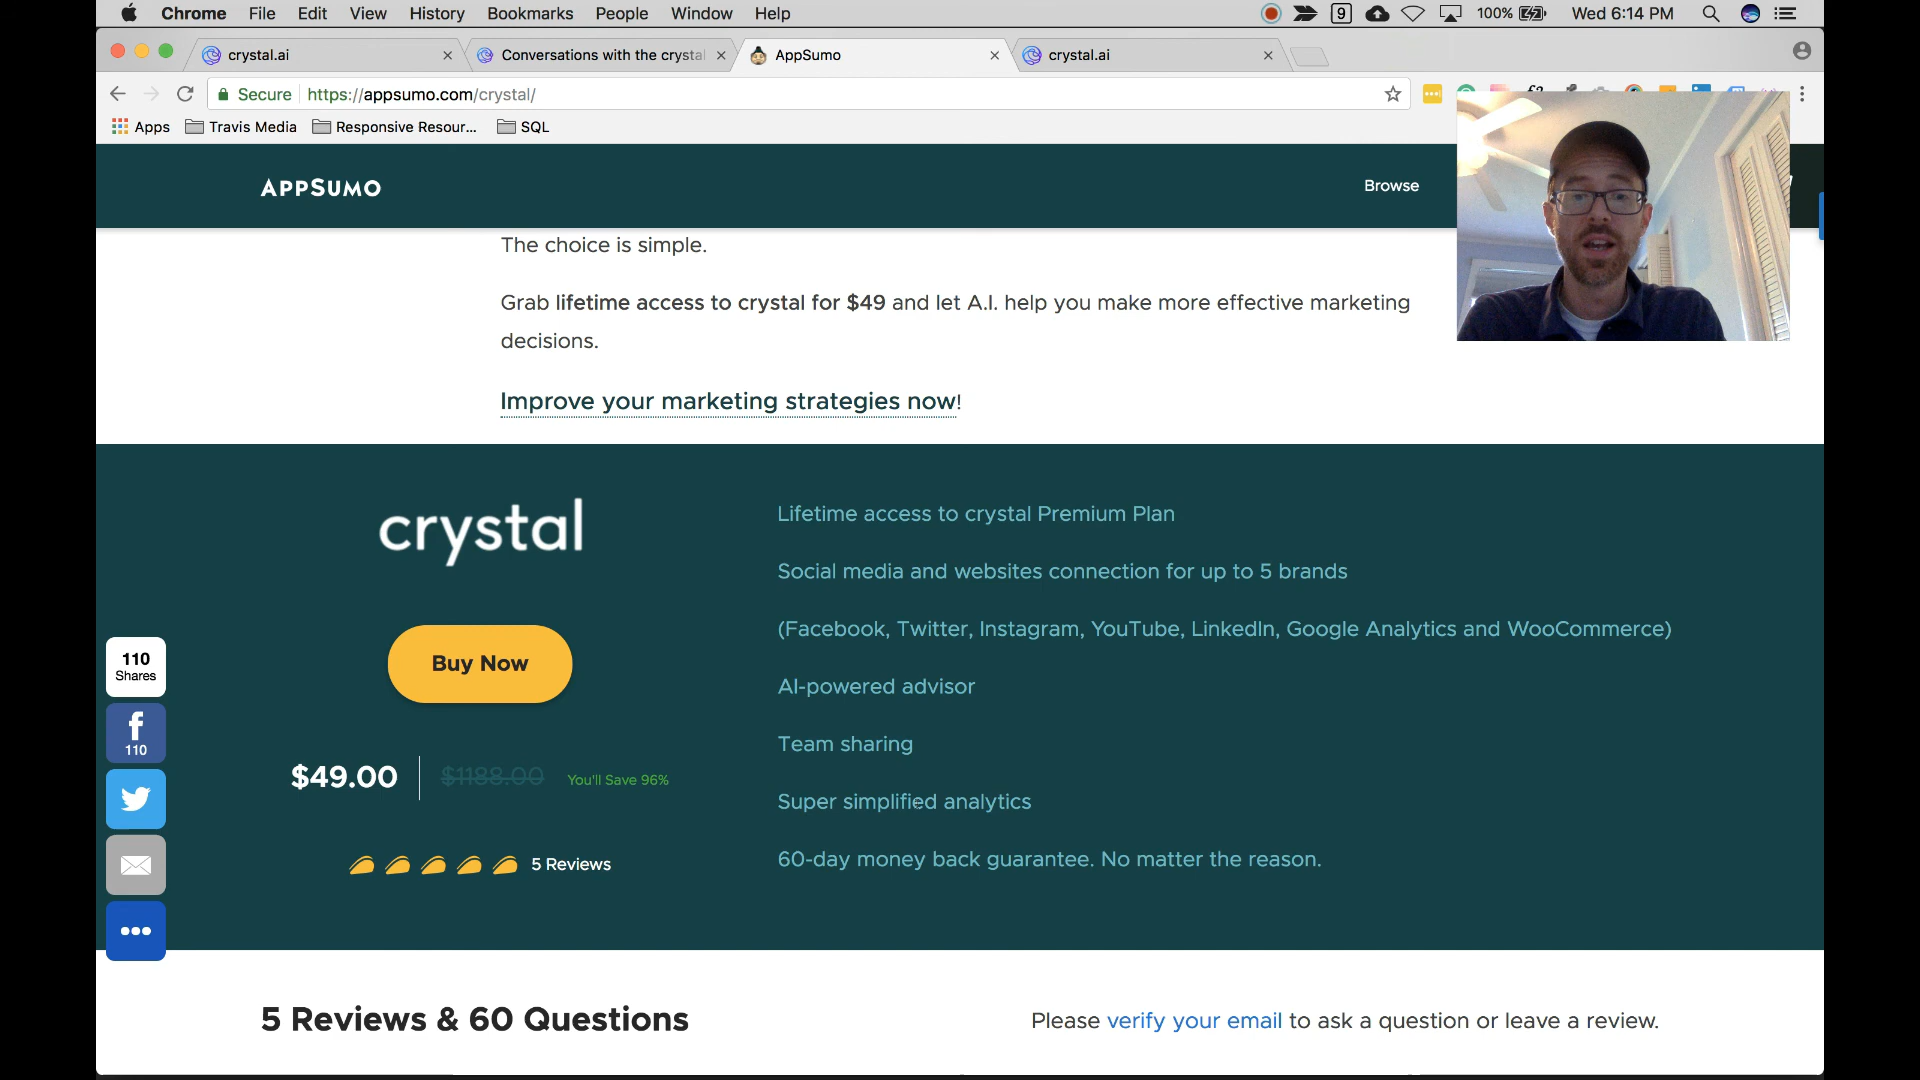 Chrome File Edit View History Bookmarks People Window Help
9 100% Wed 6:14 PM
crystal.ai
Conversations with the crysta
AppSumo
crystal.ai
Secure https://appsumo.com/crystal/
Apps Travis Media Responsive Resour... SQL
APPSUMO
Browse
The choice is simple.
Grab lifetime access to crystal for $49 and let A.I. help you make more effective marketing
decisions.
Improve your marketing strategies now!
crystal
Buy Now
$49.00 $1188.00 You'll Save 96%
5 Reviews
Lifetime access to crystal Premium Plan
Social media and websites connection for up to 5 brands
(Facebook, Twitter, Instagram, YouTube, LinkedIn, Google Analytics and WooCommerce)
AI-powered advisor
Team sharing
Super simplified analytics
60-day money back guarantee. No matter the reason.
110
Shares
110
5 Reviews & 60 Questions
Please verify your email to ask a question or leave a review.